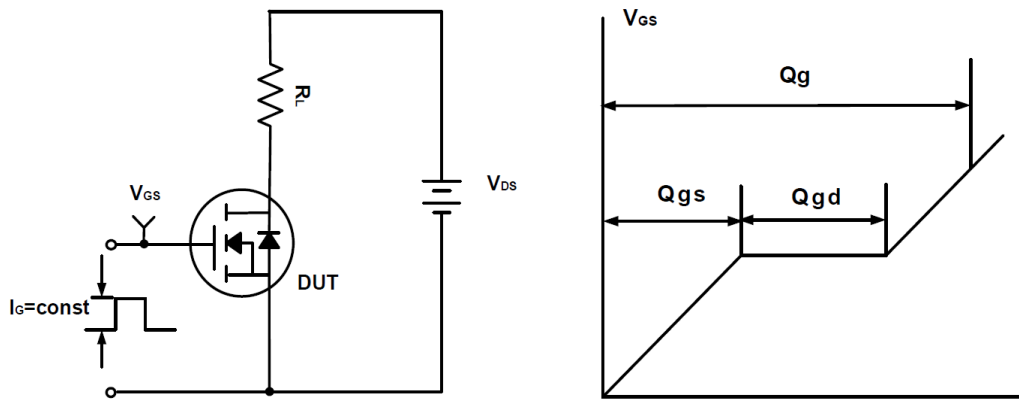 RL
VGS
VDS
DUT
IG=const
VGS
Qg
Qgs
Qgd